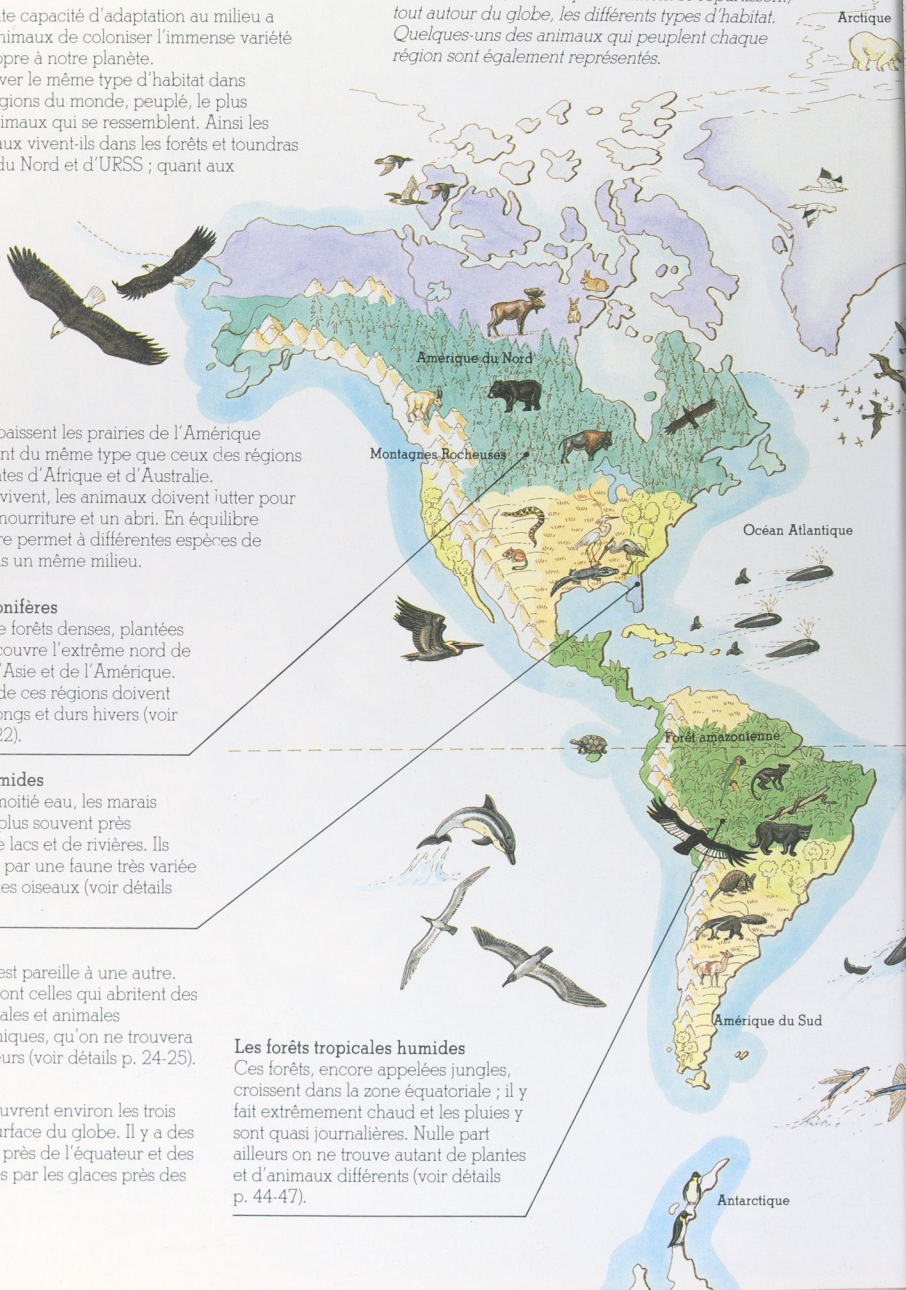 te capacité d'adaptation au milieu a
nimaux de coloniser l'immense variété
opre à notre planète.
ver le même type d'habitat dans
gions du monde, peuplé, le plus
imaux qui se ressemblent. Ainsi les
aux vivent-ils dans les forêts et toundras
du Nord et d'URSS ; quant aux
tout autour du globe, les différents types d'habitat.
Quelques-uns des animaux qui peuplent chaque
région sont également représentés.
Arctique
Amérique du Nord
Montagnes Rocheuses
Océan Atlantique
paissent les prairies de l'Amérique
nt du même type que ceux des régions
tes d'Afrique et d'Australie.
vivent, les animaux doivent lutter pour
nourriture et un abri. En équilibre
re permet à différentes espèces de
s un même milieu.
onifères
e forêts denses, plantées
couvre l'extrême nord de
'Asie et de l'Amérique.
de ces régions doivent
ongs et durs hivers (voir
22).
Forêt amazonienne
mides
moitié eau, les marais
plus souvent près
e lacs et de rivières. Ils
par une faune très variée
es oiseaux (voir détails
est pareille à une autre.
ont celles qui abritent des
ales et animales
niques, qu'on ne trouvera
eurs (voir détails p. 24-25).
uvrent environ les trois
urface du globe. Il y a des
près de l'équateur et des
s par les glaces près des
Amérique du Sud
Les forêts tropicales humides
Ces forêts, encore appelées jungles,
croissent dans la zone équatoriale ; il y
fait extrêmement chaud et les pluies y
sont quasi journalières. Nulle part
ailleurs on ne trouve autant de plantes
et d'animaux différents (voir détails
p. 44-47).
Antarctique